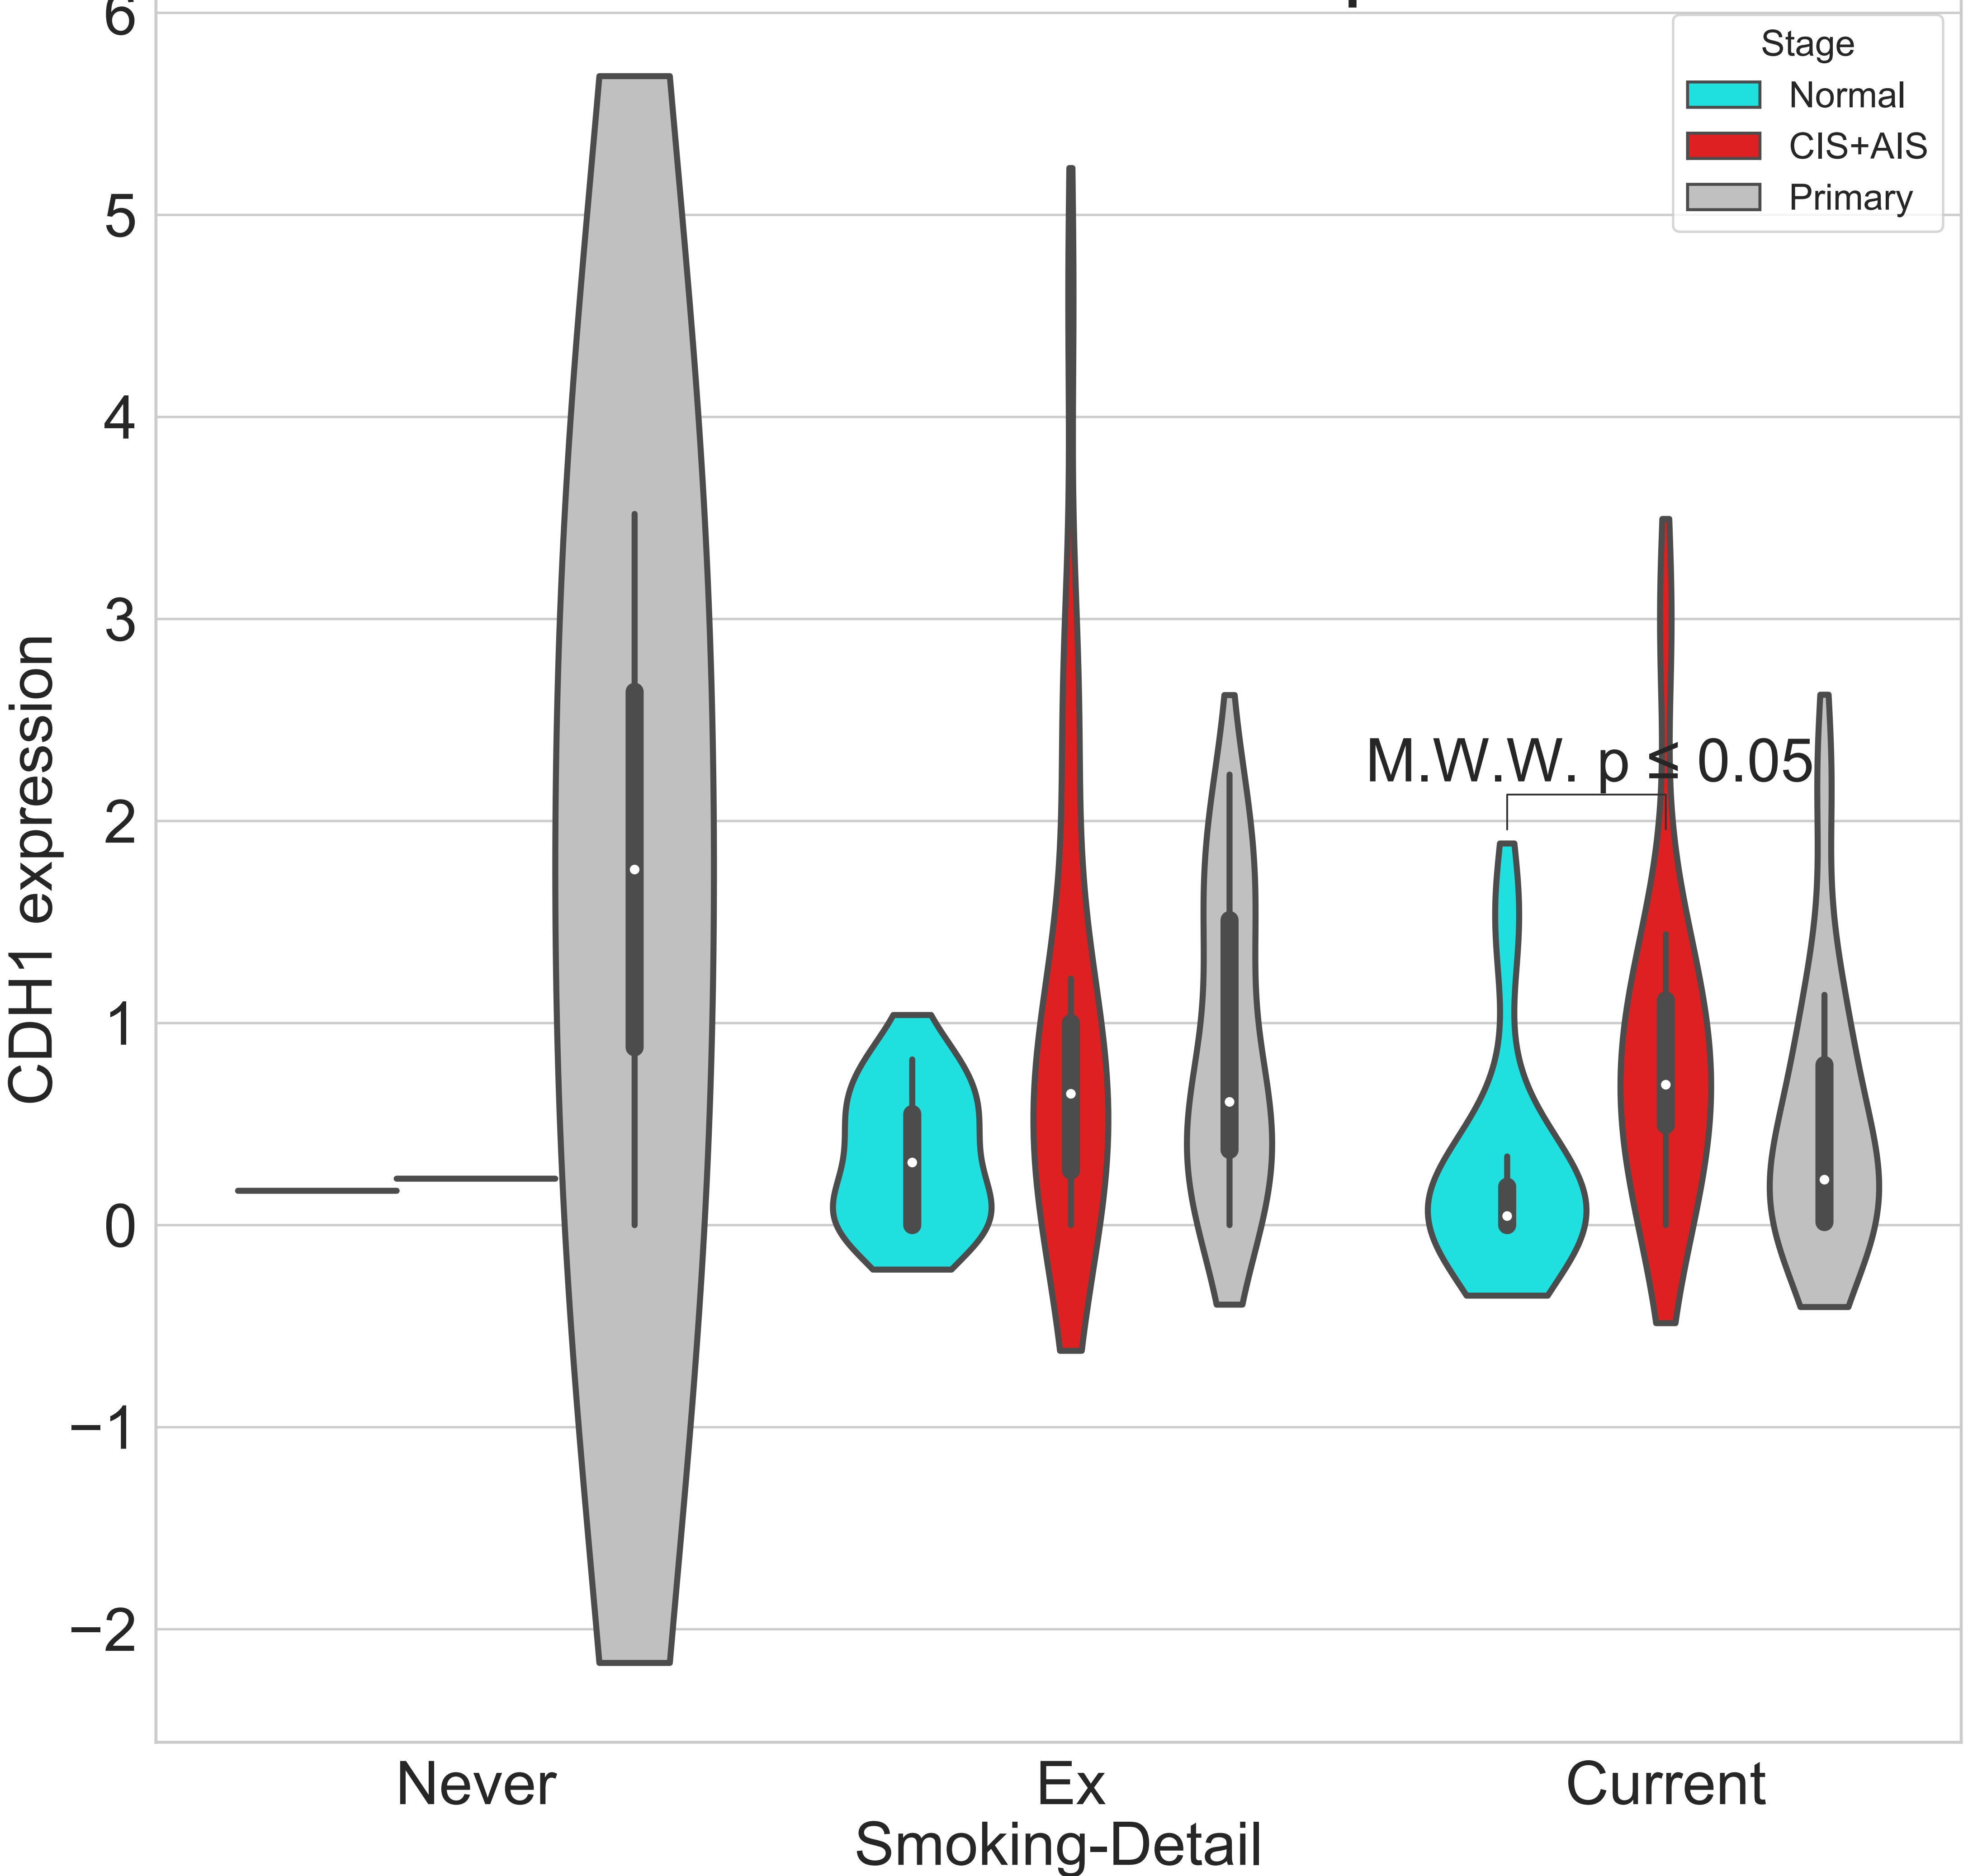 Stage
Normal
CIS+AIS
Primary
6
5
4
3
2
1
0
−1
−2
CDH1 expression
M.W.W. p ≤ 0.05
Never
Ex
Current
Smoking-Detail